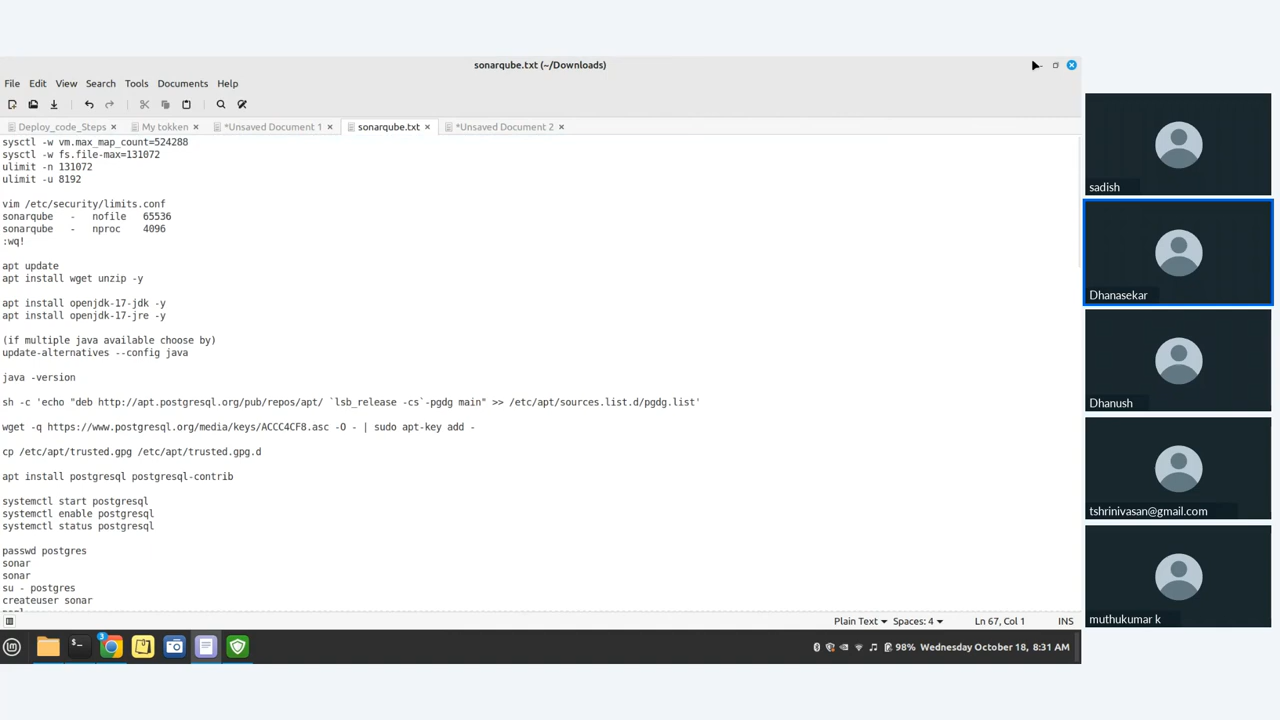 sonarqube.txt (~/Downloads)
File Edit View Search Tools Documents Help
Deploy_code_Steps × My tokken × *Unsaved Document 1 × sonarqube.txt × *Unsaved Document 2 ×
sysctl -w vm.max_map_count=524288
sysctl -w fs.file-max=131072
ulimit -n 131072
ulimit -u 8192
vim /etc/security/limits.conf
sonarqube - nofile 65536
sonarqube - nproc 4096
:wq!
apt update
apt install wget unzip -y
apt install openjdk-17-jdk -y
apt install openjdk-17-jre -y
(if multiple java available choose by)
update-alternatives --config java
java -version
sh -c 'echo "deb http://apt.postgresql.org/pub/repos/apt/ `lsb_release -cs`-pgdg main" >> /etc/apt/sources.list.d/pgdg.list'
wget -q https://www.postgresql.org/media/keys/ACCC4CF8.asc -O - | sudo apt-key add -
cp /etc/apt/trusted.gpg /etc/apt/trusted.gpg.d
apt install postgresql postgresql-contrib
systemctl start postgresql
systemctl enable postgresql
systemctl status postgresql
passwd postgres
sonar
sonar
su - postgres
createuser sonar
Plain Text Spaces: 4 Ln 67, Col 1 INS
3
98% Wednesday October 18, 8:31 AM
sadish
Dhanasekar
Dhanush
tshrinivasan@gmail.com
muthukumar k